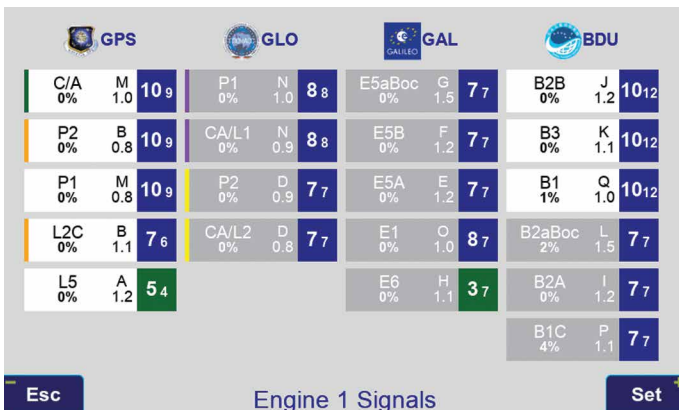 GPS GLO GALILEO GAL BDU
C/A M 10 9
0% 1.0
P1 N 8 8
0% 1.0
E5aBoc G 7 7
0% 1.5
B2B J 10 12
0% 1.2
P2 B 10 9
0% 0.8
CA/L1 N 8 8
0% 0.9
E5B F 7 7
0% 1.2
B3 K 10 12
0% 1.1
P1 M 10 9
0% 0.8
P2 D 7 7
0% 0.9
E5A E 7 7
0% 1.2
B1 Q 10 12
1% 1.0
L2C B 7 6
0% 1.1
CA/L2 D 7 7
0% 0.8
E1 O 8 7
0% 1.0
B2aBoc L 7 7
2% 1.5
L5 A 5 4
0% 1.2
E6 H 3 7
0% 1.1
B2A I 7 7
0% 1.2
B1C P 7 7
4% 1.1
Esc Engine 1 Signals Set